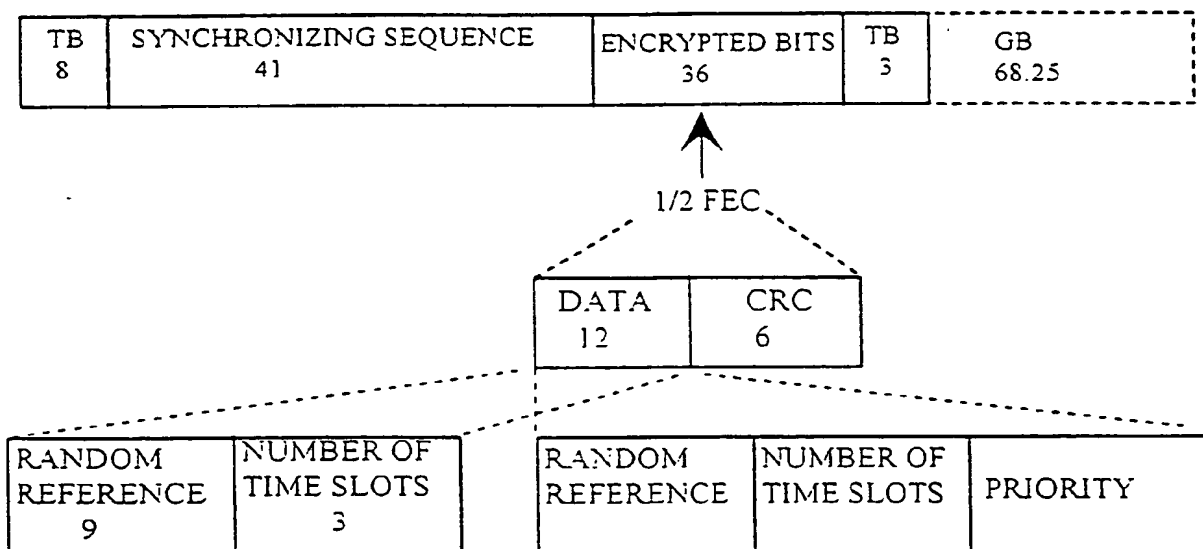 TB
8
SYNCHRONIZING SEQUENCE
41
ENCRYPTED BITS
36
TB
3
GB
68.25
1/2 FEC
DATA
12
CRC
6
RANDOM
REFERENCE
9
NUMBER OF
TIME SLOTS
3
RANDOM
REFERENCE
NUMBER OF
TIME SLOTS
PRIORITY